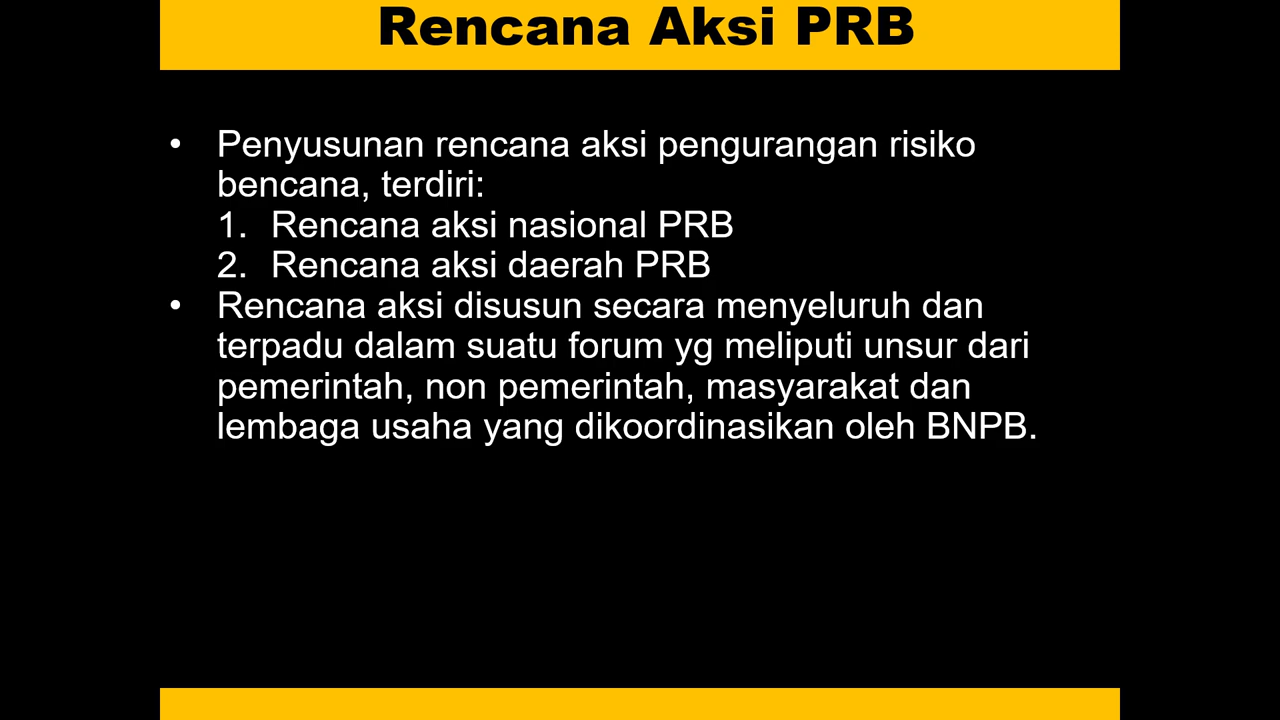 Rencana Aksi PRB
• Penyusunan rencana aksi pengurangan risiko
bencana, terdiri:
1. Rencana aksi nasional PRB
2. Rencana aksi daerah PRB
• Rencana aksi disusun secara menyeluruh dan
terpadu dalam suatu forum yg meliputi unsur dari
pemerintah, non pemerintah, masyarakat dan
lembaga usaha yang dikoordinasikan oleh BNPB.